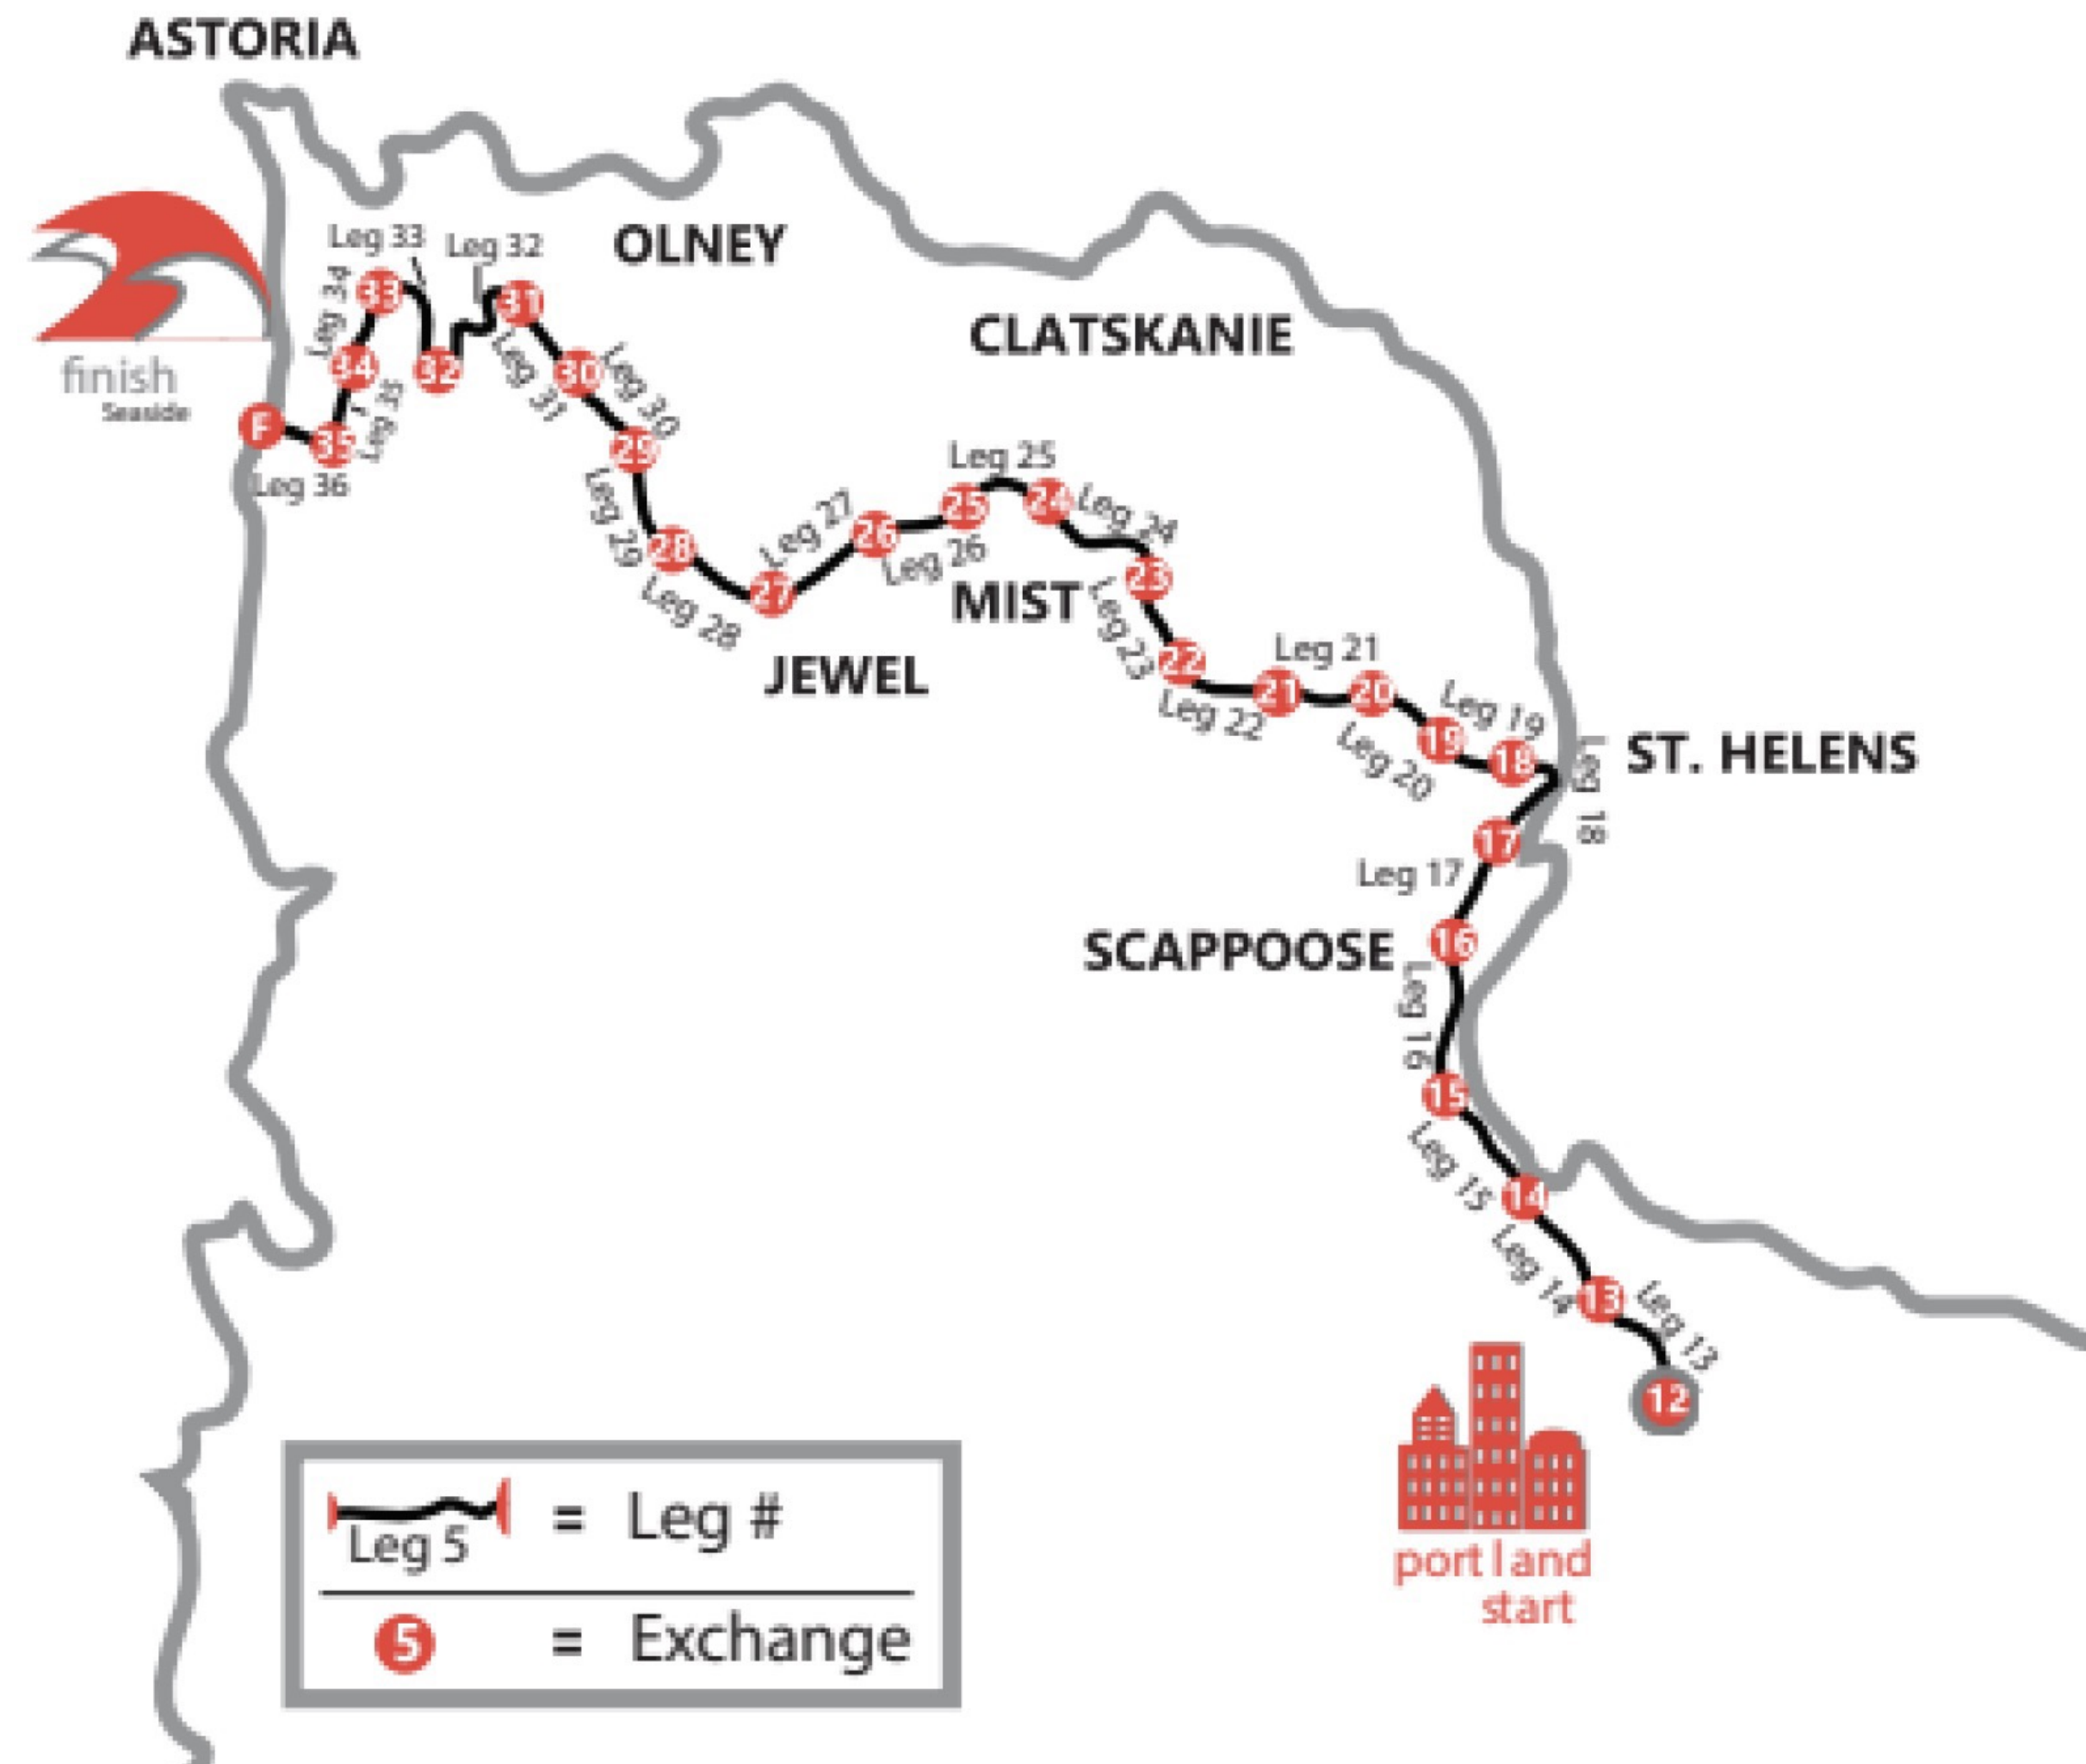 ASTORIA
Leg 33
Leg 32
OLNEY
33
31
Leg 34
CLATSKANIE
34
32
Leg 31
30
Leg 30
finish
Seaside
Leg 35
F
35
29
Leg 36
Leg 25
Leg 29
Leg 27
25
24
Leg 24
28
26
Leg 26
23
27
MIST
Leg 28
Leg 23
JEWEL
22
Leg 21
21
20
Leg 22
Leg 19
19
Leg 20
18
ST. HELENS
Leg 18
17
Leg 17
16
SCAPPOOSE
Leg 16
15
Leg 15
14
Leg 14
13
Leg 13
12
portland
start
Leg 5
= Leg #
5
= Exchange